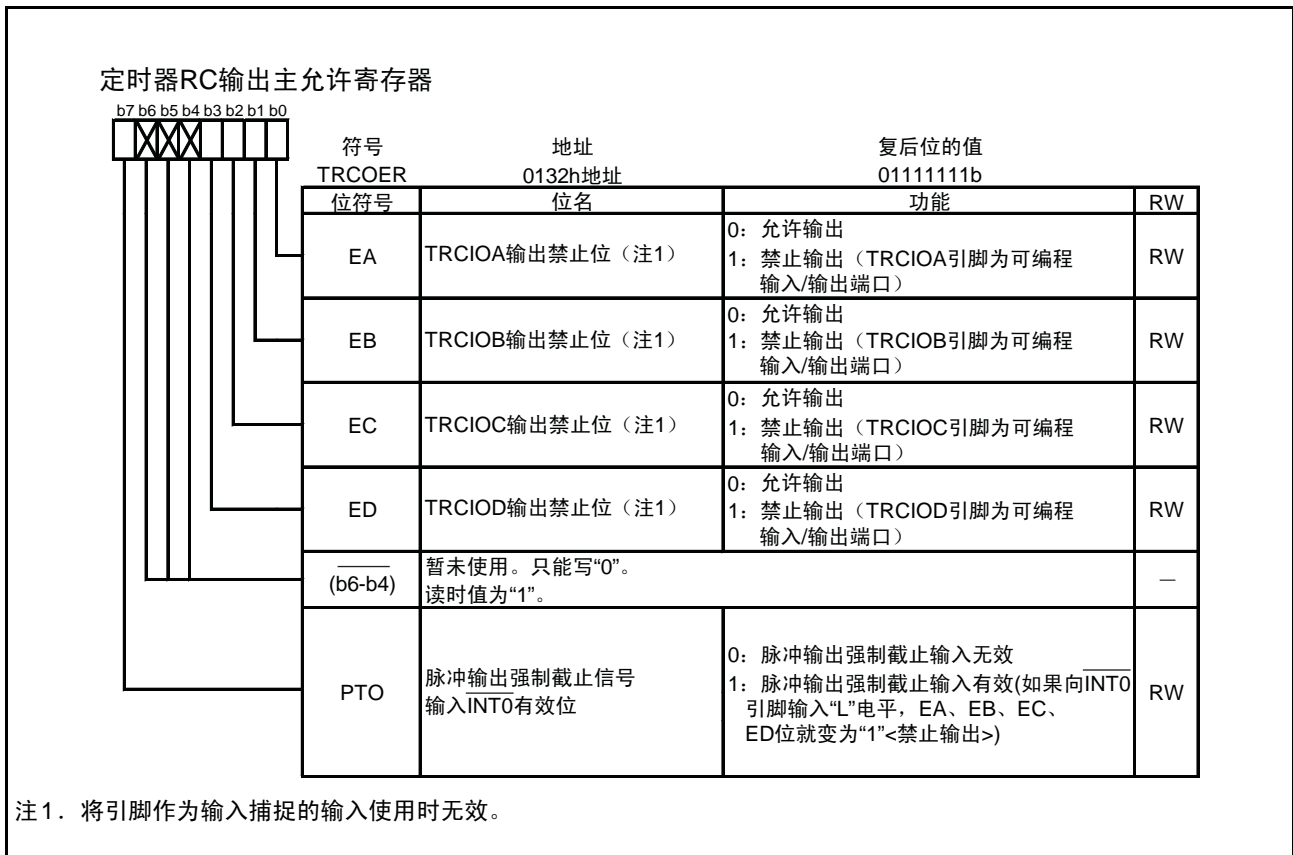 定时器RC输出主允许寄存器
b7 b6 b5 b4 b3 b2 b1 b0
符号 地址 复后位的值
TRCOER 0132h地址 01111111b
位符号 位名 功能 RW
EA TRCIOA输出禁止位（注1） 0：允许输出
1：禁止输出（TRCIOA引脚为可编程
输入/输出端口） RW
EB TRCIOB输出禁止位（注1） 0：允许输出
1：禁止输出（TRCIOB引脚为可编程
输入/输出端口） RW
EC TRCIOC输出禁止位（注1） 0：允许输出
1：禁止输出（TRCIOC引脚为可编程
输入/输出端口） RW
ED TRCIOD输出禁止位（注1） 0：允许输出
1：禁止输出（TRCIOD引脚为可编程
输入/输出端口） RW
(b6-b4) 暂未使用。只能写“0”。
读时值为“1”。 —
PTO 脉冲输出强制截止信号
输入INT0有效位
0：脉冲输出强制截止输入无效
1：脉冲输出强制截止输入有效(如果向INT0
引脚输入“L”电平，EA、EB、EC、
ED位就变为“1”<禁止输出>) RW
注1. 将引脚作为输入捕捉的输入使用时无效。